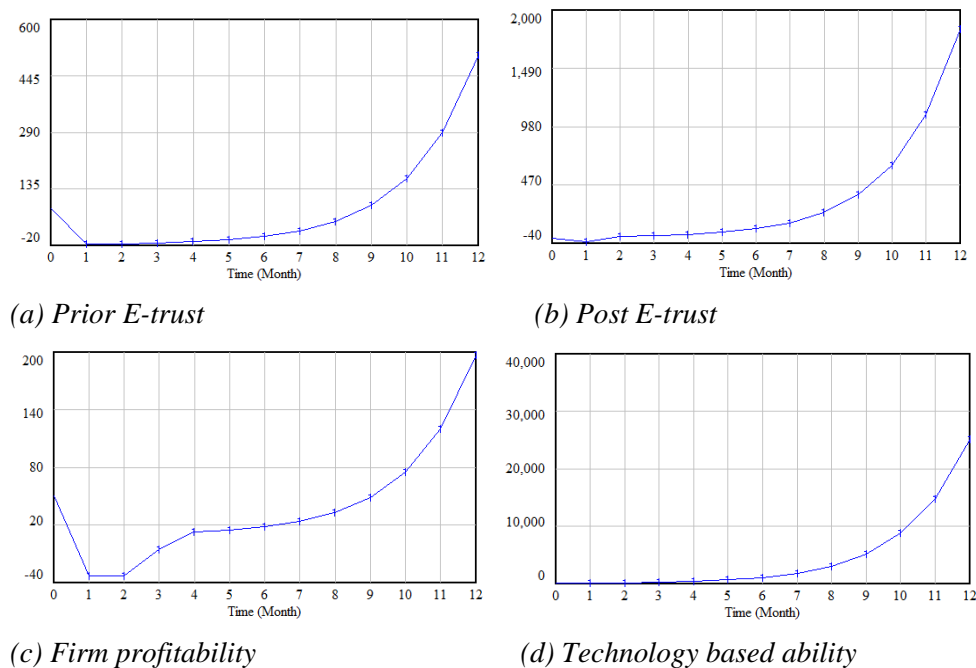 600
445
290
135
-20
0 1 2 3 4 5 6 7 8 9 10 11 12
Time (Month)
(a) Prior E-trust
2,000
1,490
980
470
-40
0 1 2 3 4 5 6 7 8 9 10 11 12
Time (Month)
(b) Post E-trust
200
140
80
20
-40
0 1 2 3 4 5 6 7 8 9 10 11 12
Time (Month)
(c) Firm profitability
40,000
30,000
20,000
10,000
0
0 1 2 3 4 5 6 7 8 9 10 11 12
Time (Month)
(d) Technology based ability